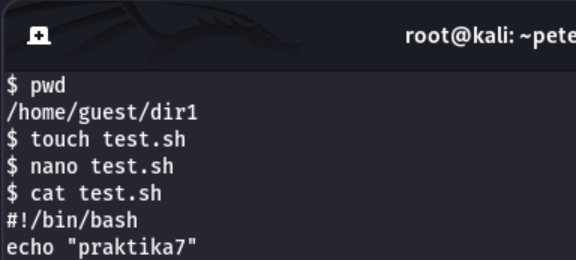 root@kali: ~pete
$ pwd
/home/guest/dir1
$ touch test.sh
$ nano test.sh
$ cat test.sh
#!/bin/bash
echo "praktika7"